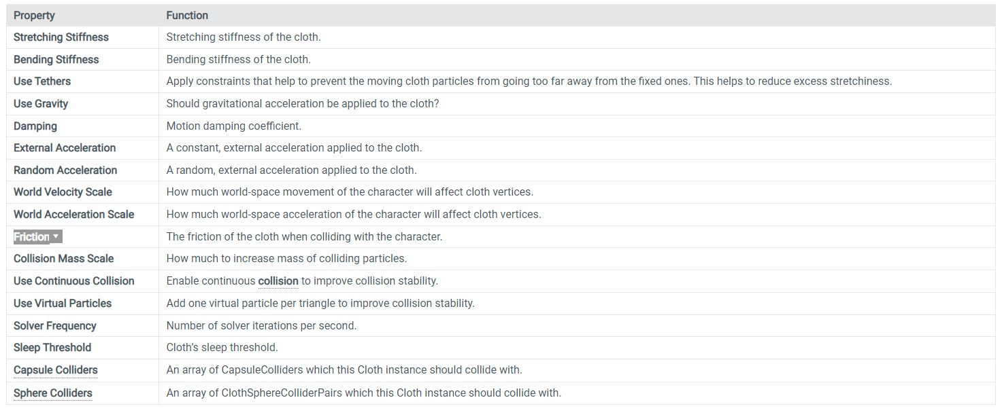 Property Function
Stretching Stiffness Stretching stiffness of the cloth.
Bending Stiffness Bending stiffness of the cloth.
Use Tethers Apply constraints that help to prevent the moving cloth particles from going too far away from the fixed ones. This helps to reduce excess stretchiness.
Use Gravity Should gravitational acceleration be applied to the cloth?
Damping Motion damping coefficient.
External Acceleration A constant, external acceleration applied to the cloth.
Random Acceleration A random, external acceleration applied to the cloth.
World Velocity Scale How much world-space movement of the character will affect cloth vertices.
World Acceleration Scale How much world-space acceleration of the character will affect cloth vertices.
Friction The friction of the cloth when colliding with the character.
Collision Mass Scale How much to increase mass of colliding particles.
Use Continuous Collision Enable continuous collision to improve collision stability.
Use Virtual Particles Add one virtual particle per triangle to improve collision stability.
Solver Frequency Number of solver iterations per second.
Sleep Threshold Cloth’s sleep threshold.
Capsule Colliders An array of CapsuleColliders which this Cloth instance should collide with.
Sphere Colliders An array of ClothSphereColliderPairs which this Cloth instance should collide with.